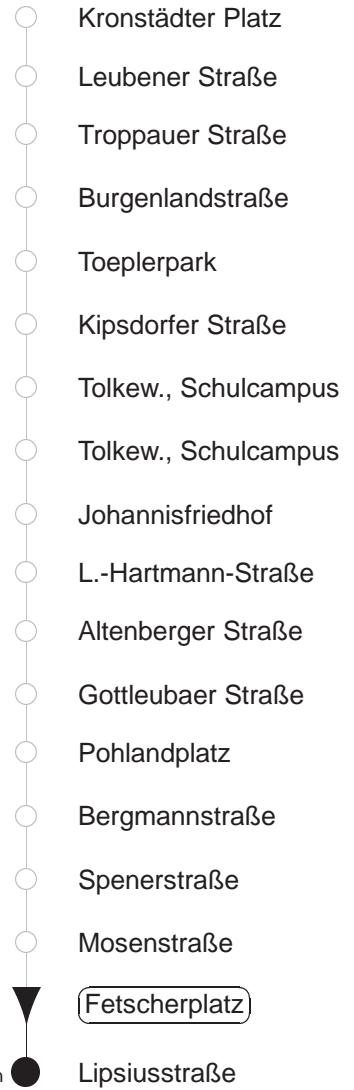 Kronstädter Platz
Leubener Straße
Troppauer Straße
Burgenlandstraße
Toeplerpark
Kipsdorfer Straße
Tolkew., Schulcampus
Tolkew., Schulcampus
Johannisfriedhof
L.-Hartmann-Straße
Altenberger Straße
Gottleubaer Straße
Pohlandplatz
Bergmannstraße
Spenerstraße
Mosenstraße
Fetscherplatz
Lipsiusstraße